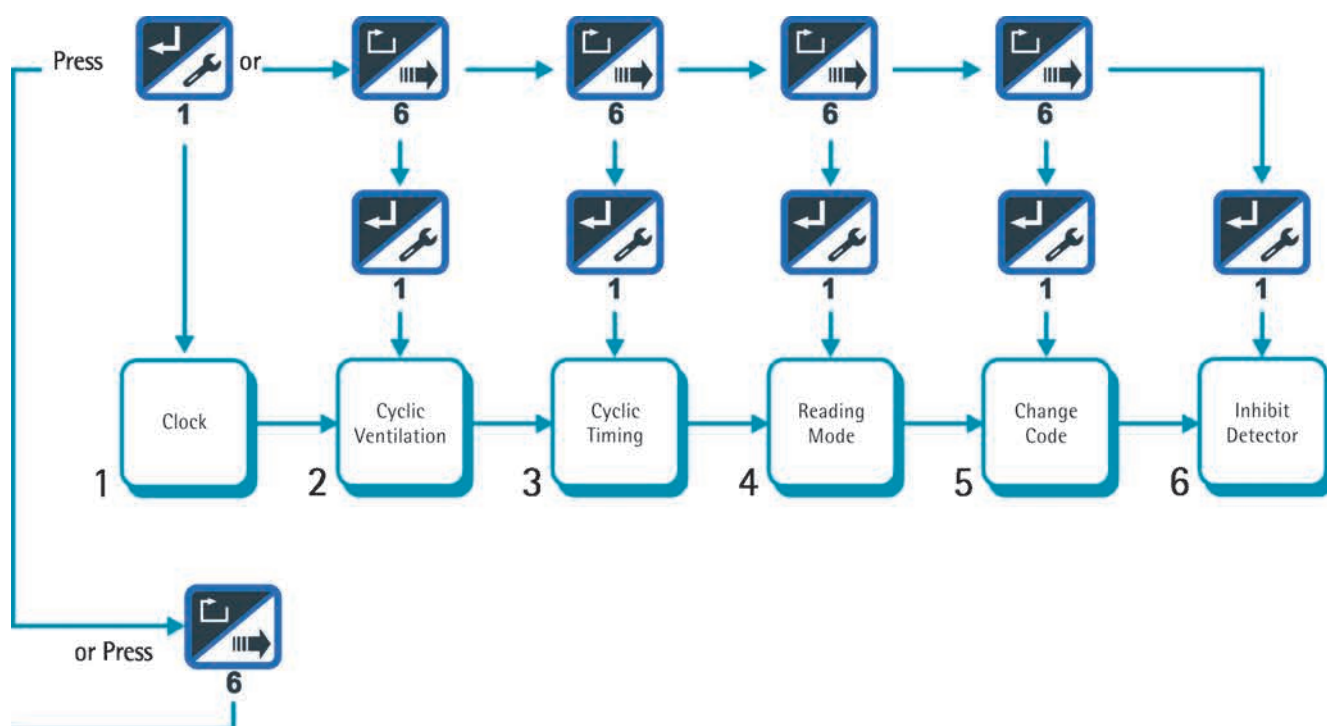 Press
or
1
6
6
6
6
1
1
1
1
1
Clock
Cyclic
Ventilation
Cyclic
Timing
Reading
Mode
Change
Code
Inhibit
Detector
1
2
3
4
5
6
or Press
6